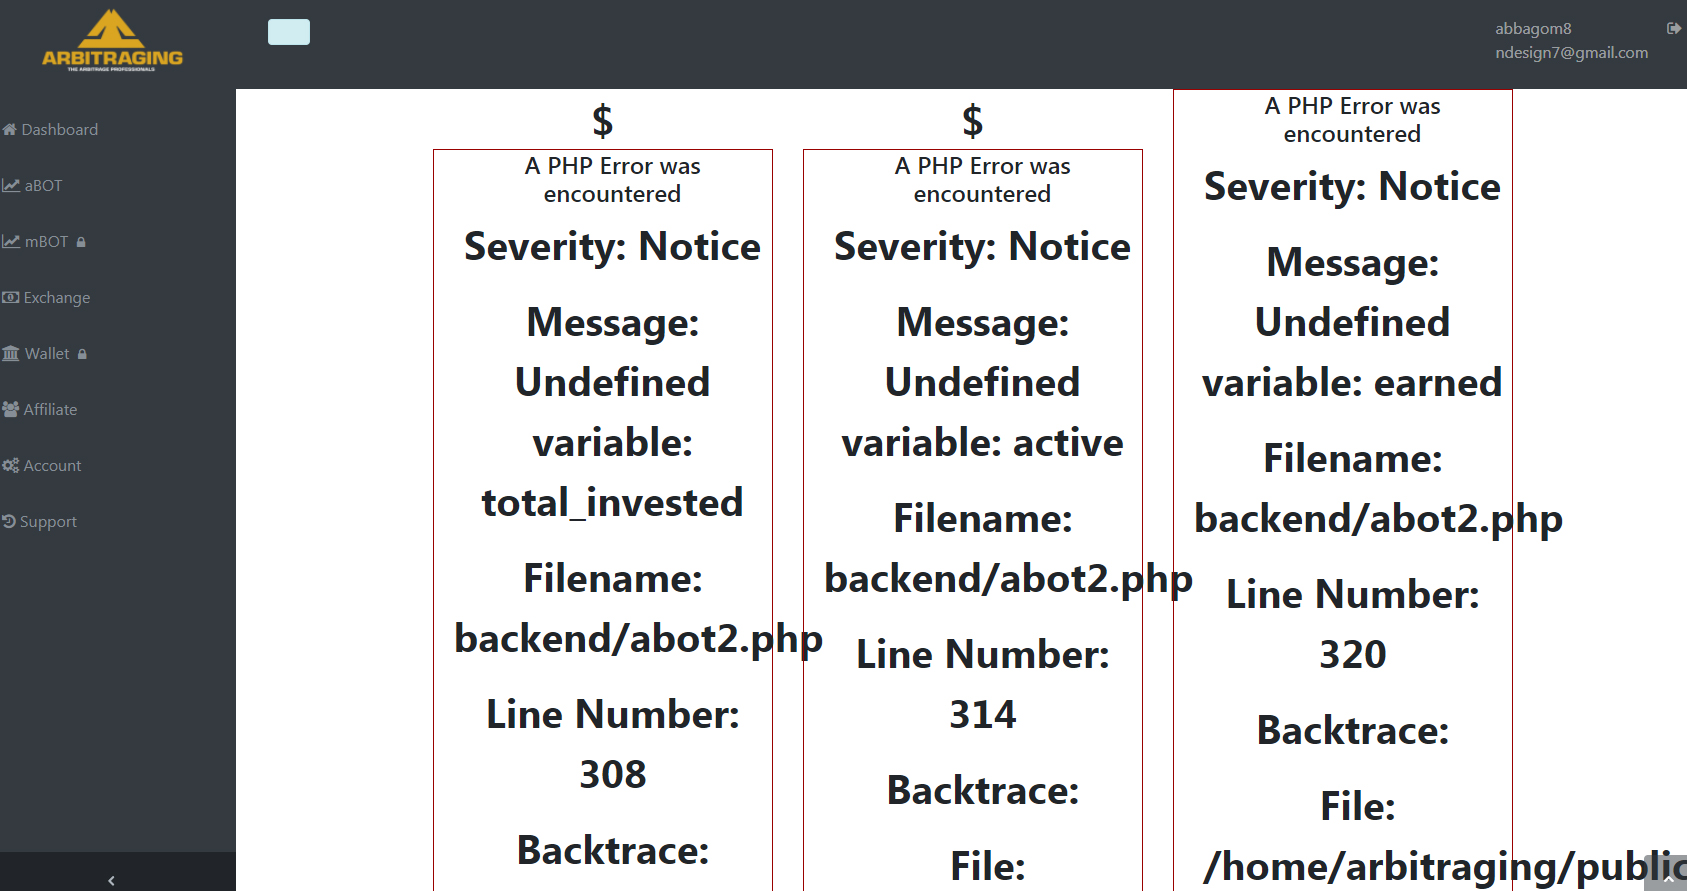 ARBITRAGING
THE ARBITRAGE PROFESSIONALS
abbagom8
ndesign7@gmail.com
Dashboard
aBOT
mBOT
Exchange
Wallet
Affiliate
Account
Support
$
A PHP Error was
encountered
Severity: Notice
Message:
Undefined
variable:
total_invested
Filename:
backend/abot2.php
Line Number:
308
Backtrace:
$
A PHP Error was
encountered
Severity: Notice
Message:
Undefined
variable: active
Filename:
backend/abot2.php
Line Number:
314
Backtrace:
File:
A PHP Error was
encountered
Severity: Notice
Message:
Undefined
variable: earned
Filename:
backend/abot2.php
Line Number:
320
Backtrace:
File:
/home/arbitraging/public